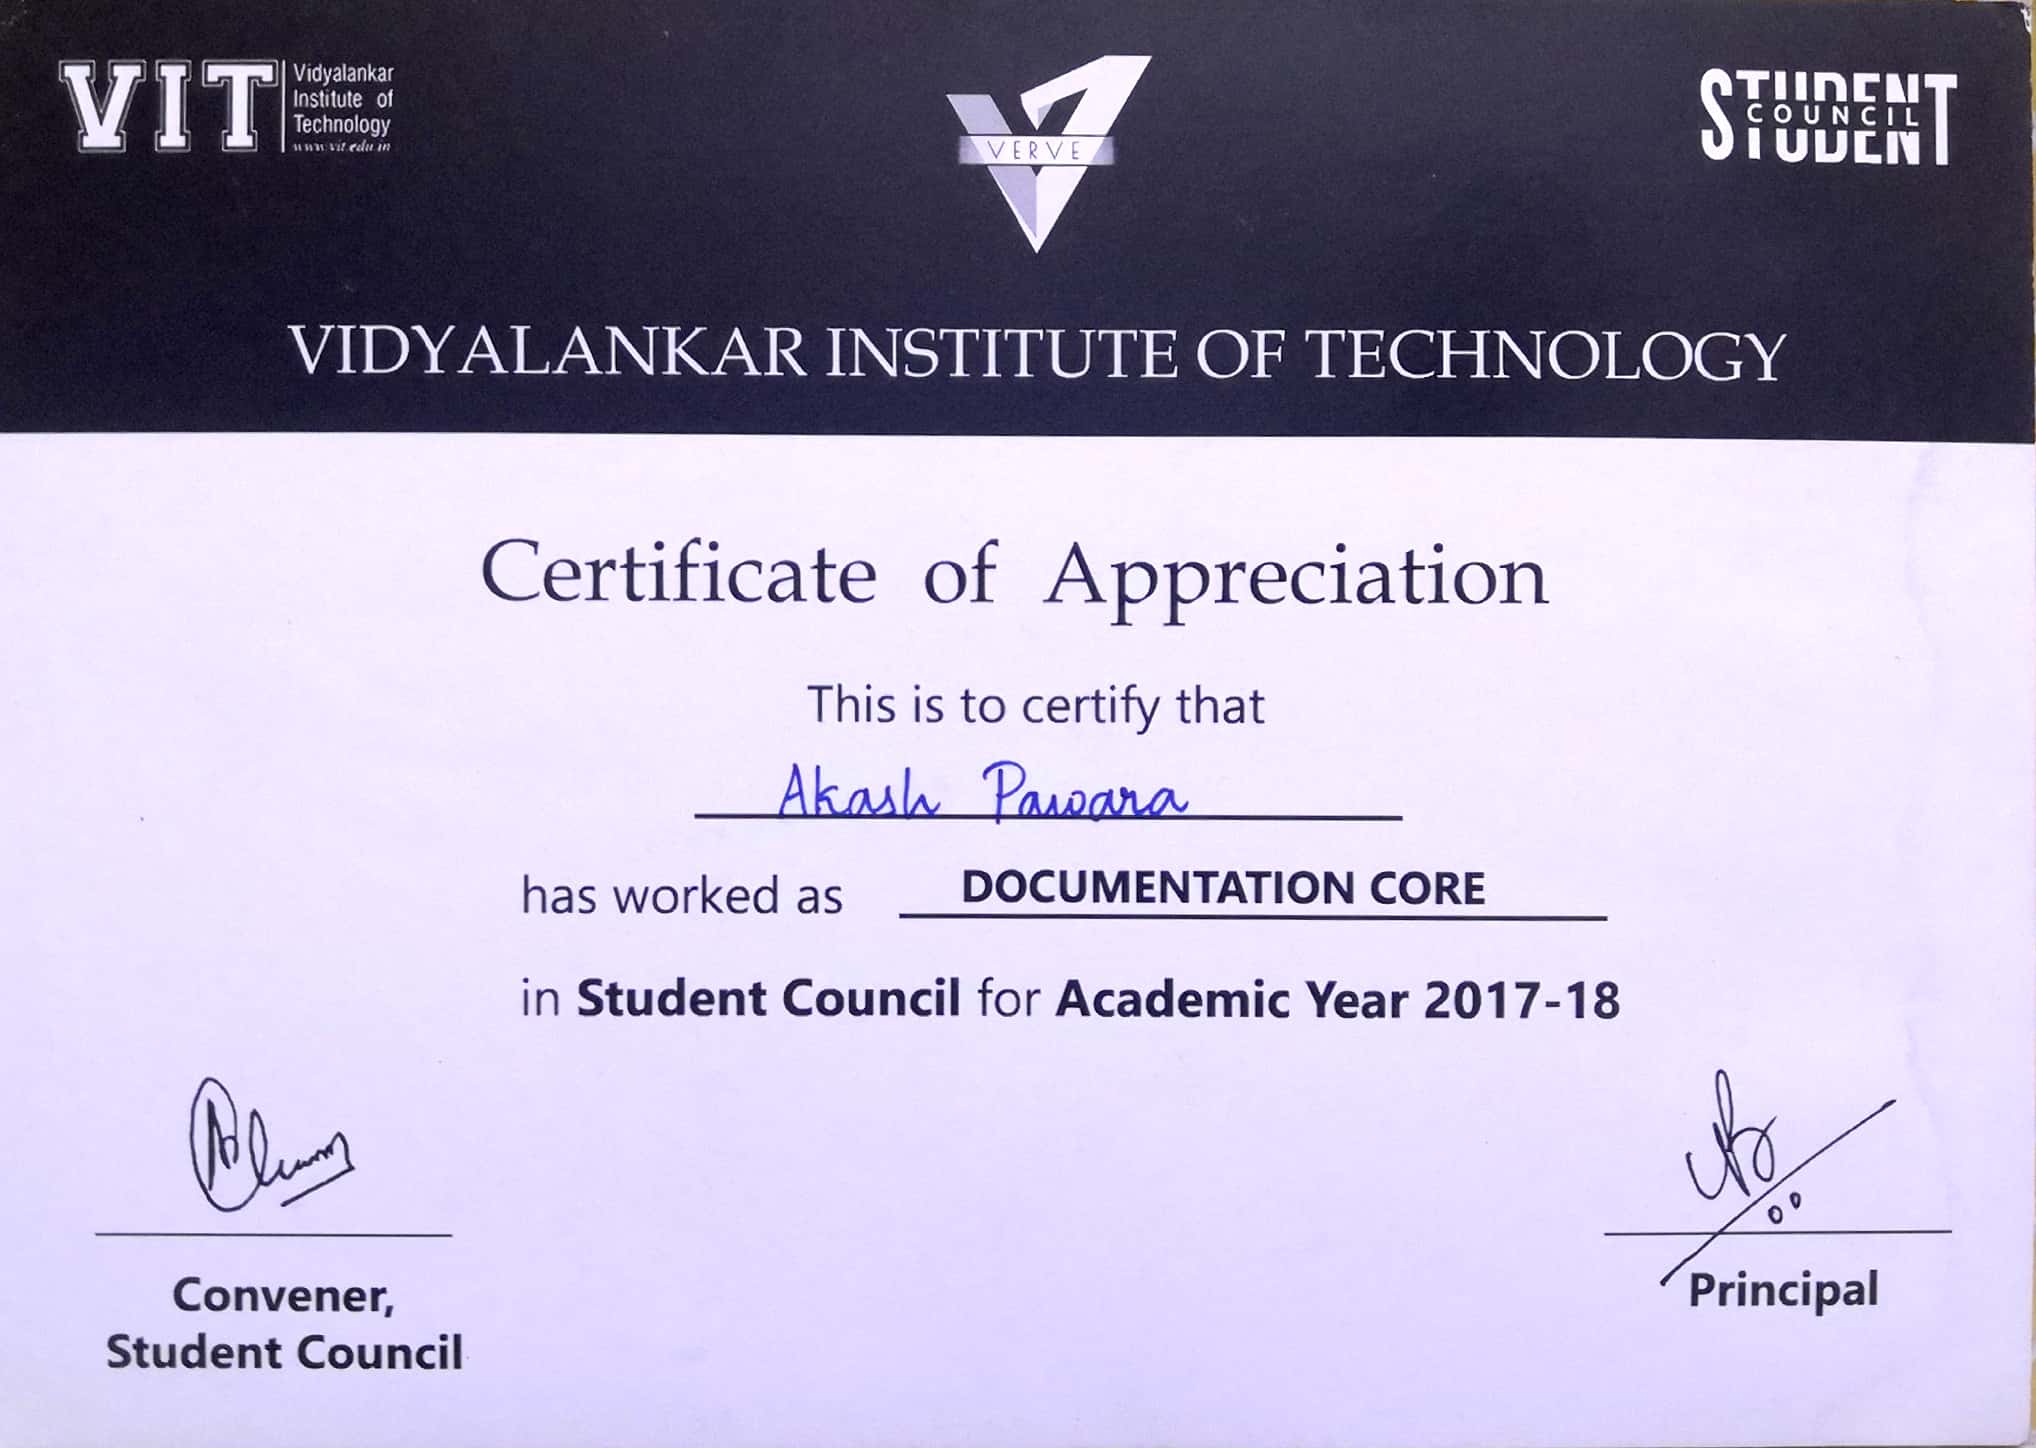 VIT
Vidyalankar
Institute of
Technology
www.vit.edu.in
VERVE
STUDENT
COUNCIL
VIDYALANKAR INSTITUTE OF TECHNOLOGY
Certificate of Appreciation
This is to certify that
Akash Pawara
has worked as DOCUMENTATION CORE
in Student Council for Academic Year 2017-18
Convener,
Student Council
Principal